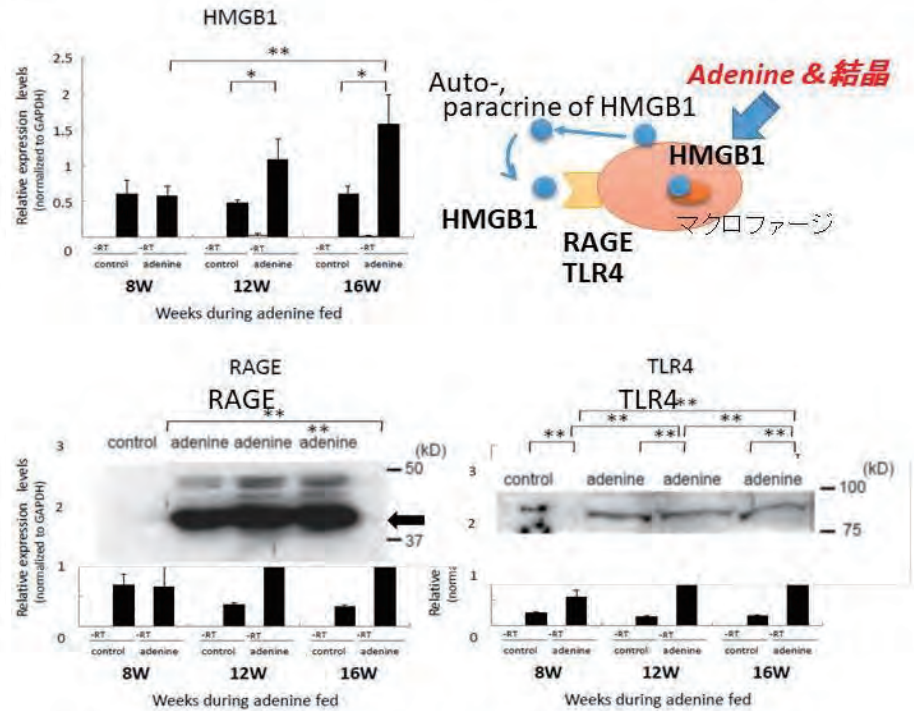 HMGB1
Relative expression levels
(normalized to GAPDH)
2.5
2
1.5
1
0.5
0
**
*
*
-RT -RT -RT -RT -RT -RT
control adenine control adenine control adenine
8W 12W 16W
Weeks during adenine fed
Adenine & 結晶
Auto-,
paracrine of HMGB1
HMGB1
HMGB1
マクロファージ
RAGE
TLR4
RAGE
RAGE
**
**
control adenine adenine adenine
(kD)
50
37
Relative expression levels
(normalized to GAPDH)
3
2
1
0
-RT -RT -RT -RT -RT -RT
control adenine control adenine control adenine
8W 12W 16W
Weeks during adenine fed
TLR4
TLR4
**
** **
** ** **
control adenine adenine adenine
(kD)
100
75
Relative
3
2
1
0
-RT -RT -RT -RT -RT -RT
control adenine control adenine control adenine
8W 12W 16W
Weeks during adenine fed